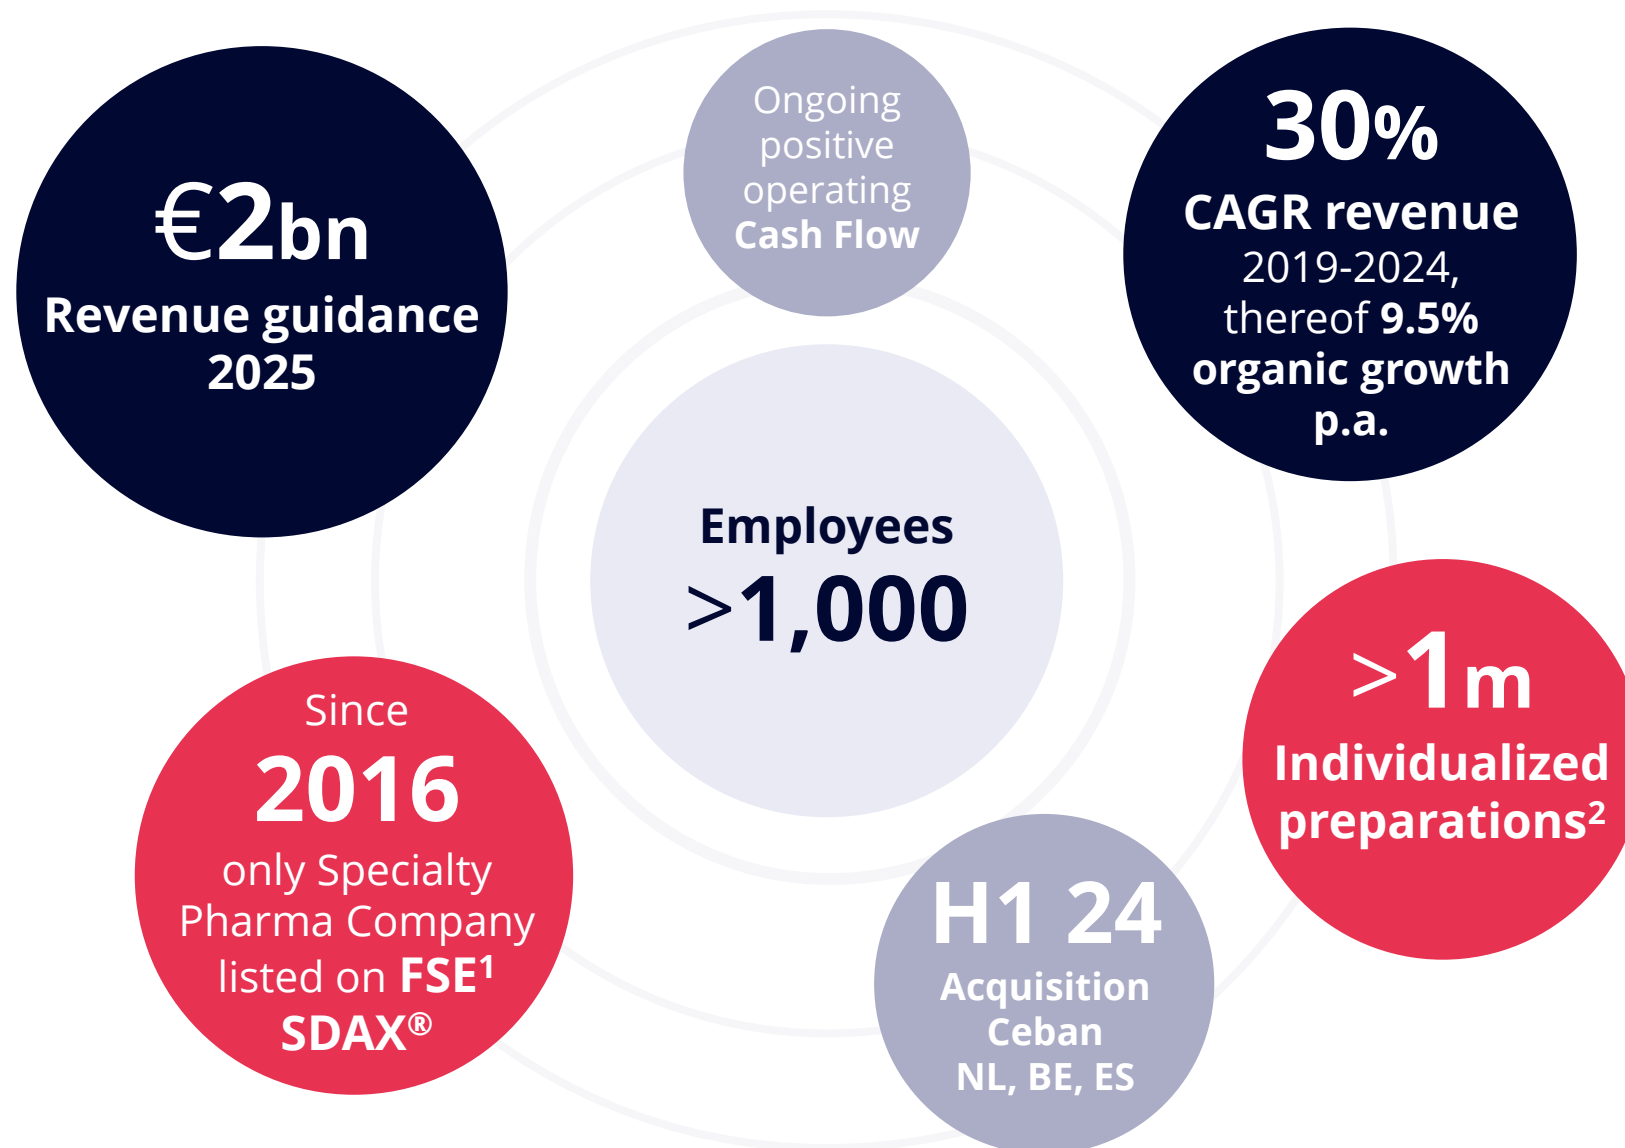 €2bn
Revenue guidance
2025
Ongoing
positive
operating
Cash Flow
30%
CAGR revenue
2019-2024,
thereof 9.5%
organic growth
p.a.
Employees
>1,000
Since
2016
only Specialty
Pharma Company
listed on FSE¹
SDAX®
H1 24
Acquisition
Ceban
NL, BE, ES
>1m
Individualized
preparations²